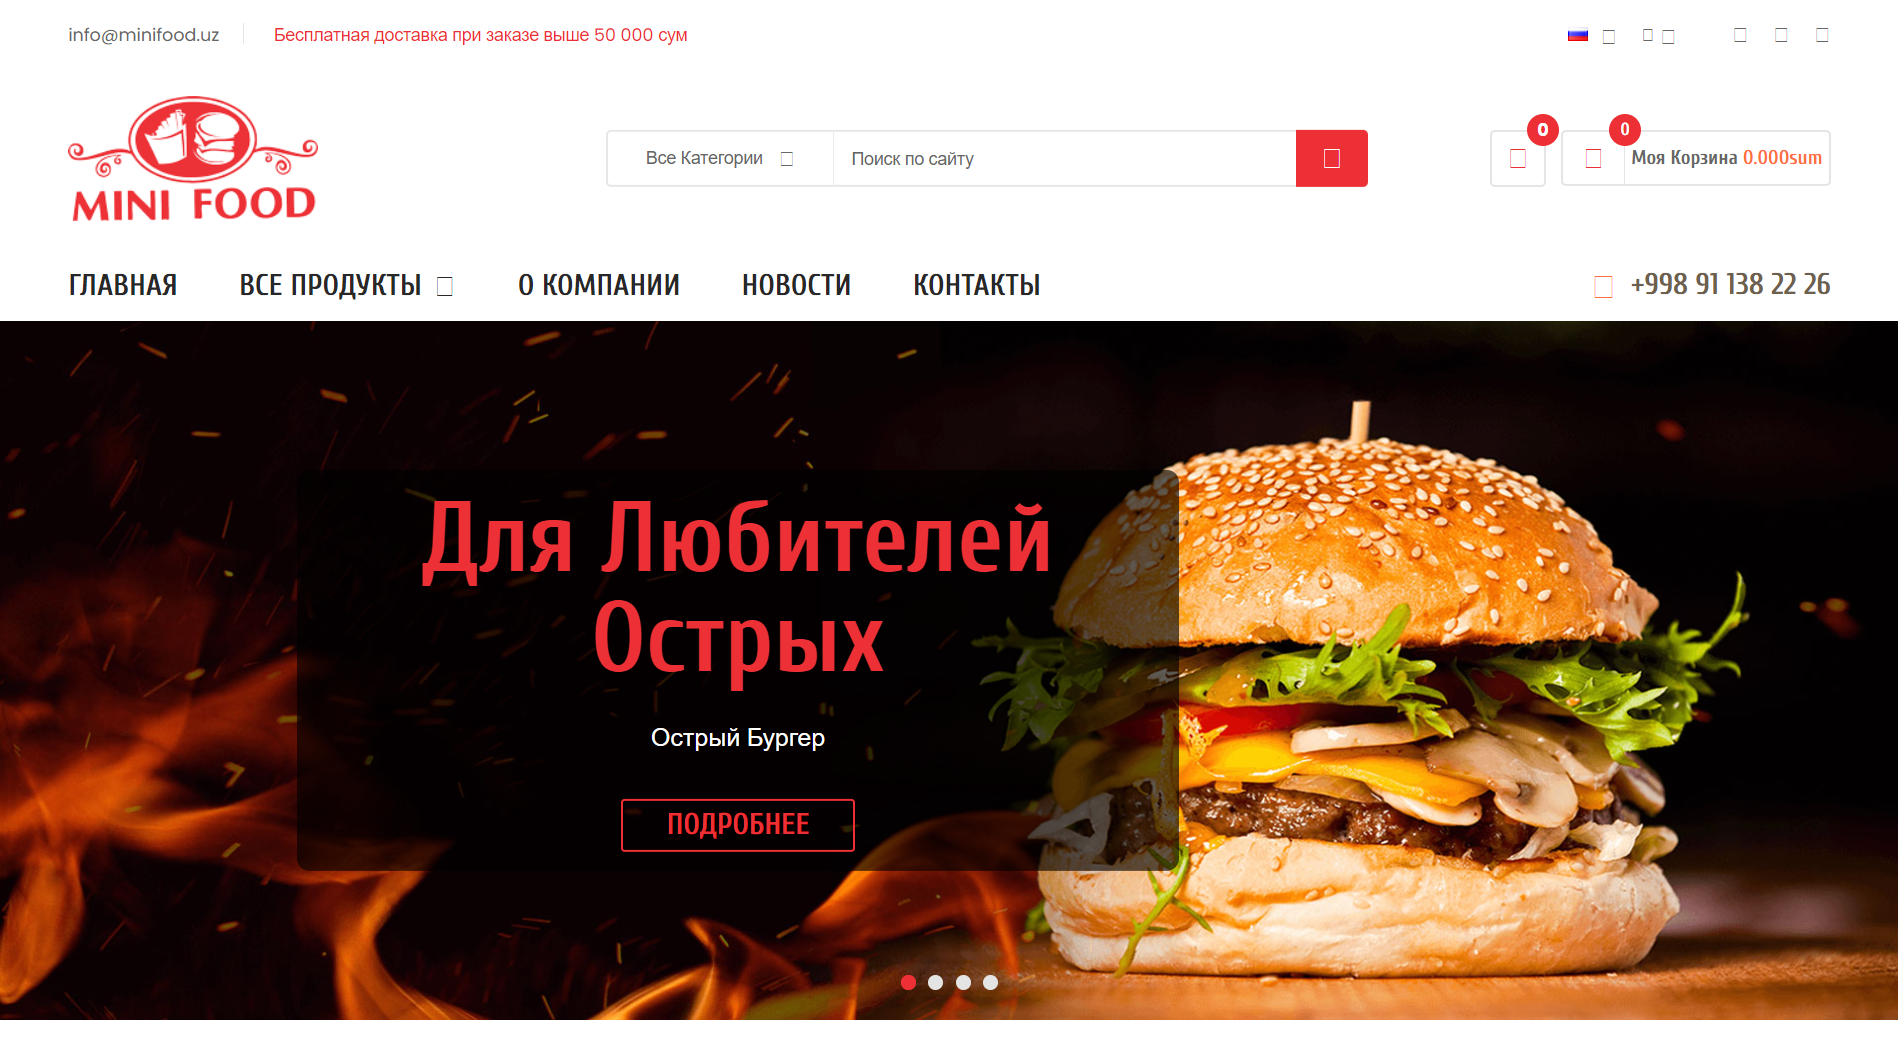 info@minifood.uz
Бесплатная доставка при заказе выше 50 000 сум
MINI FOOD
Все Категории
Поиск по сайту
0
0
Моя Корзина 0.000sum
ГЛАВНАЯ
ВСЕ ПРОДУКТЫ
О КОМПАНИИ
НОВОСТИ
КОНТАКТЫ
+998 91 138 22 26
Для Любителей
Острых
Острый Бургер
ПОДРОБНЕЕ